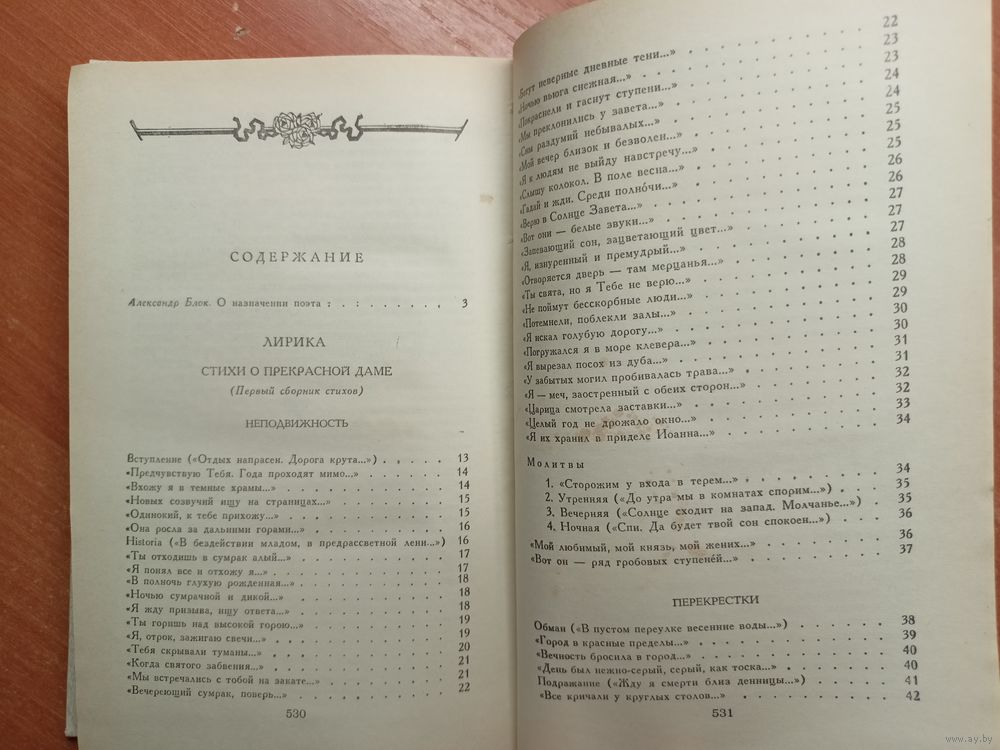 СОДЕРЖАНИЕ
Александр Блок. О назначении поэта : . : . . . . . . 3
ЛИРИКА
СТИХИ О ПРЕКРАСНОЙ ДАМЕ
(Первый сборник стихов)
НЕПОДВИЖНОСТЬ
Вступление («Отдых напрасен. Дорога крута...») . . . . . 13
«Предчувствую Тебя. Года проходят мимо...» . . . . . . 14
«Вхожу я в темные храмы...» . . . . . . . . . 14
«Новых созвучий ищу на страницах...» . . . . . . . 15
«Одинокий, к тебе прихожу...» . . . . . . . . . 15
«Она росла за дальними горами...» . . . . . . . . 16
Historia («В бездействии младом, в предрассветной лени...») 16
«Ты отходишь в сумрак алый...» . . . . . . . . 17
«Я понял все и отхожу я...» . . . . . . . . . 17
«В полночь глухую рожденная...» . . . . . . . . 18
«Ночью сумрачной и дикой...» . . . . . . . . . 18
«Я жду призыва, ищу ответа...» . . . . . . . . 18
«Ты горишь над высокой горою...» . . . . . . . . 19
«Я, отрок, зажигаю свечи...» . . . . . . . . . 19
«Тебя скрывали туманы...» . . . . . . . . . . 20
«Когда святого забвения...» . . . . . . . . . . 21
«Мы встречались с тобой на закате...» . . . . . . . 21
«Вечереющий сумрак, поверь...» . . . . . . . . . 22
530
«Бегут неверные дневные тени...» . . . . . . . . 22
«Ночью вьюга снежная...» . . . . . . . . . . 23
«Покраснели и гаснут ступени...» . . . . . . . . 23
«Мы преклонились у завета...» . . . . . . . . . 24
«Сны раздумий небывалых...» . . . . . . . . . 24
«Мой вечер близок и безволен...» . . . . . . . . 25
«Я к людям не выйду навстречу...» . . . . . . . . 25
«Слышу колокол. В поле весна...» . . . . . . . . 25
«Гадай и жди. Среди полно́чи...» . . . . . . . . 26
«Верю в Солнце Завета...» . . . . . . . . . . 26
«Вот они — белые звуки...» . . . . . . . . . . 27
«Запевающий сон, зацветающий цвет...» . . . . . . . 27
«Я, изнуренный и премудрый...» . . . . . . . . 27
«Отворяется дверь — там мерцанья...» . . . . . . . 28
«Ты свята, но я Тебе не верю...» . . . . . . . . 28
«Не поймут бесскорбные люди...» . . . . . . . . 29
«Потемнели, поблекли залы...» . . . . . . . . . 29
«Я искал голубую дорогу...» . . . . . . . . . 30
«Погружался я в море клевера...» . . . . . . . . 30
«Я вырезал посох из дуба...» . . . . . . . . . 31
«У забытых могил пробивалась трава...» . . . . . . . 31
«Я — меч, заостренный с обеих сторон...» . . . . . . 32
«Царица смотрела заставки...» . . . . . . . . . 32
«Целый год не дрожало окно...» . . . . . . . . . 33
«Я их хранил в приделе Иоанна...» . . . . . . . . 34
Молитвы
1. «Сторожим у входа в терем...» . . . . . . . . 34
2. Утренняя («До утра мы в комнатах спорим...») . . . 35
3. Вечерняя («Солнце сходит на запад. Молчанье...») . . 35
4. Ночная («Спи. Да будет твой сон спокоен...») . . . 36
«Мой любимый, мой князь, мой жених...» . . . . . . 36
«Вот он — ряд гробовых ступене́й...» . . . . . . . 37
ПЕРЕКРЕСТКИ
Обман («В пустом переулке весенние воды...») . . . . . 38
«Город в красные пределы...» . . . . . . . . . 39
«Вечность бросила в город...» . . . . . . . . . 40
«День был нежно-серый, серый, как тоска...» . . . . . 40
Подражание («Жду я смерти близ денницы...») . . . . . 41
«Все кричали у круглых столов...» . . . . . . . . 42
531
www.ay.by